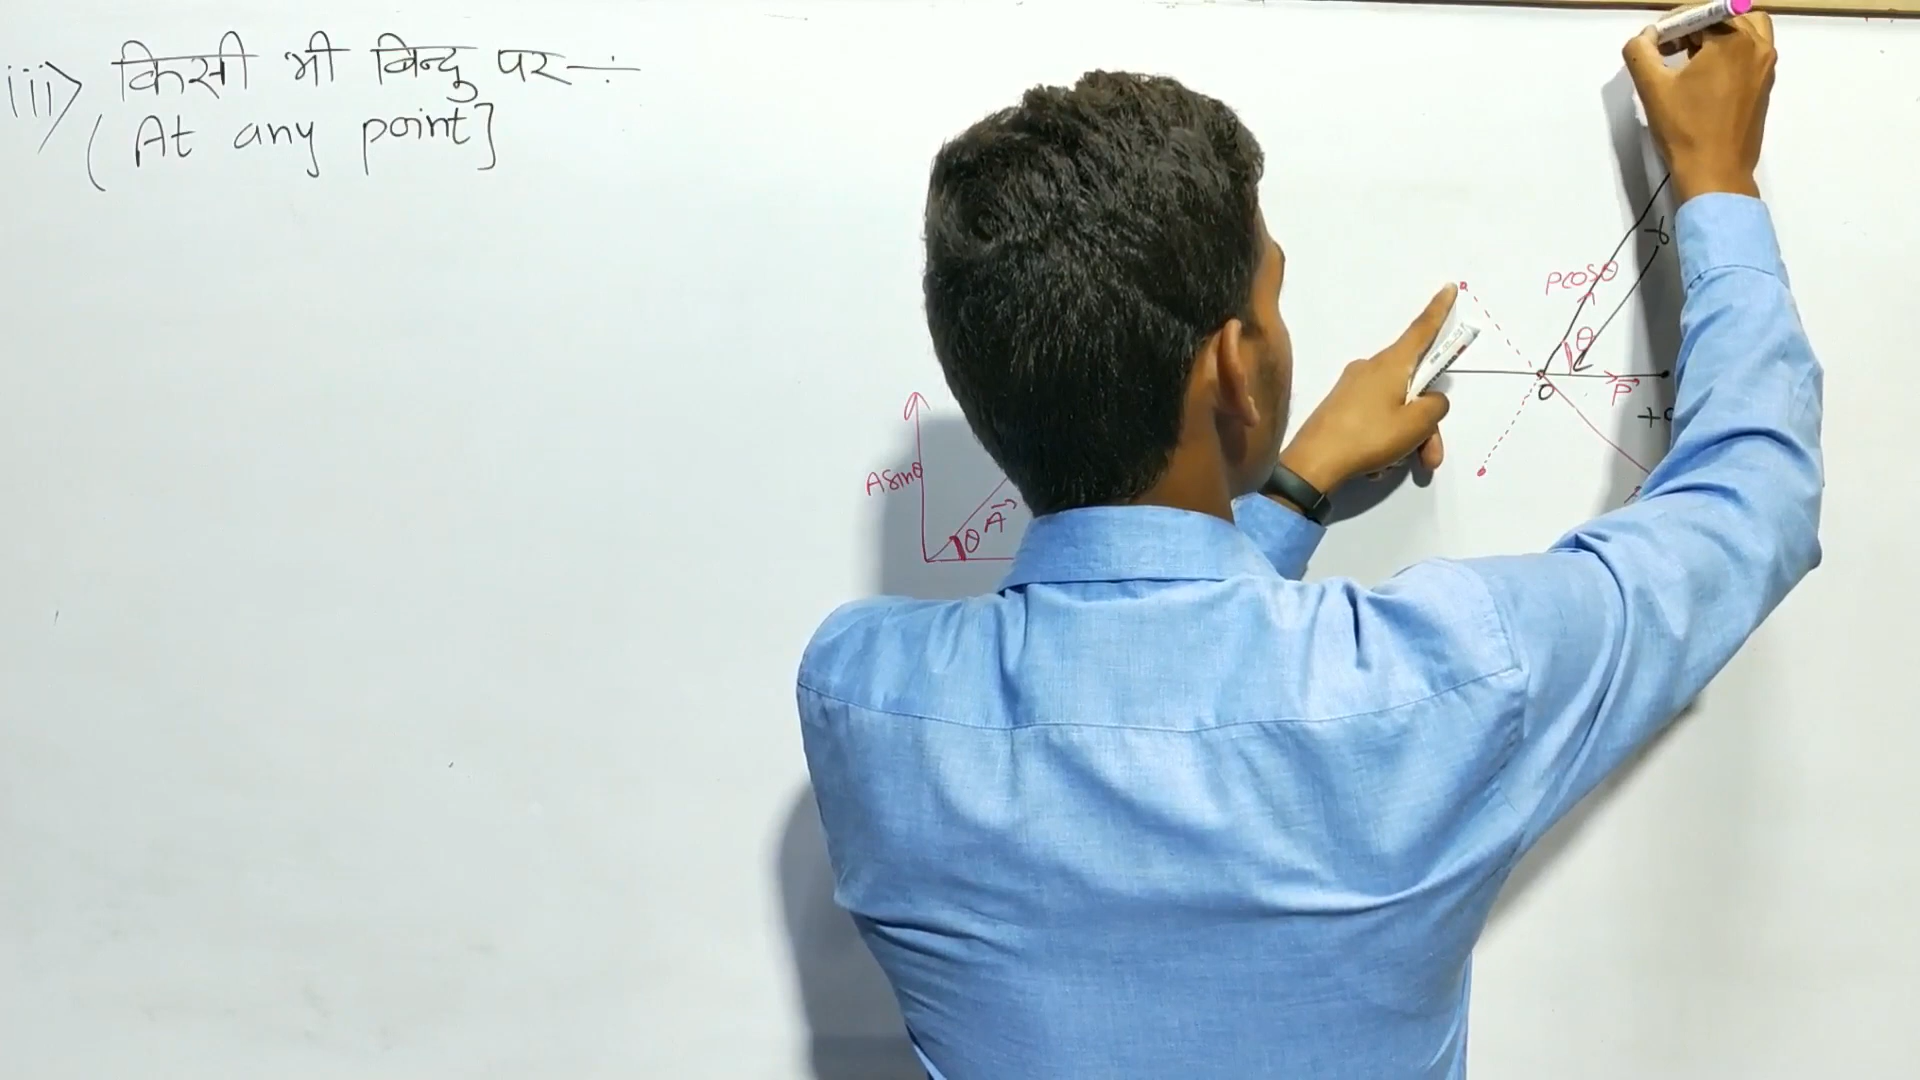 iii> किसी भी बिन्दु पर ÷
( At any point]
r
Pcosθ
θ
O
P→
Asinθ
θ
A→